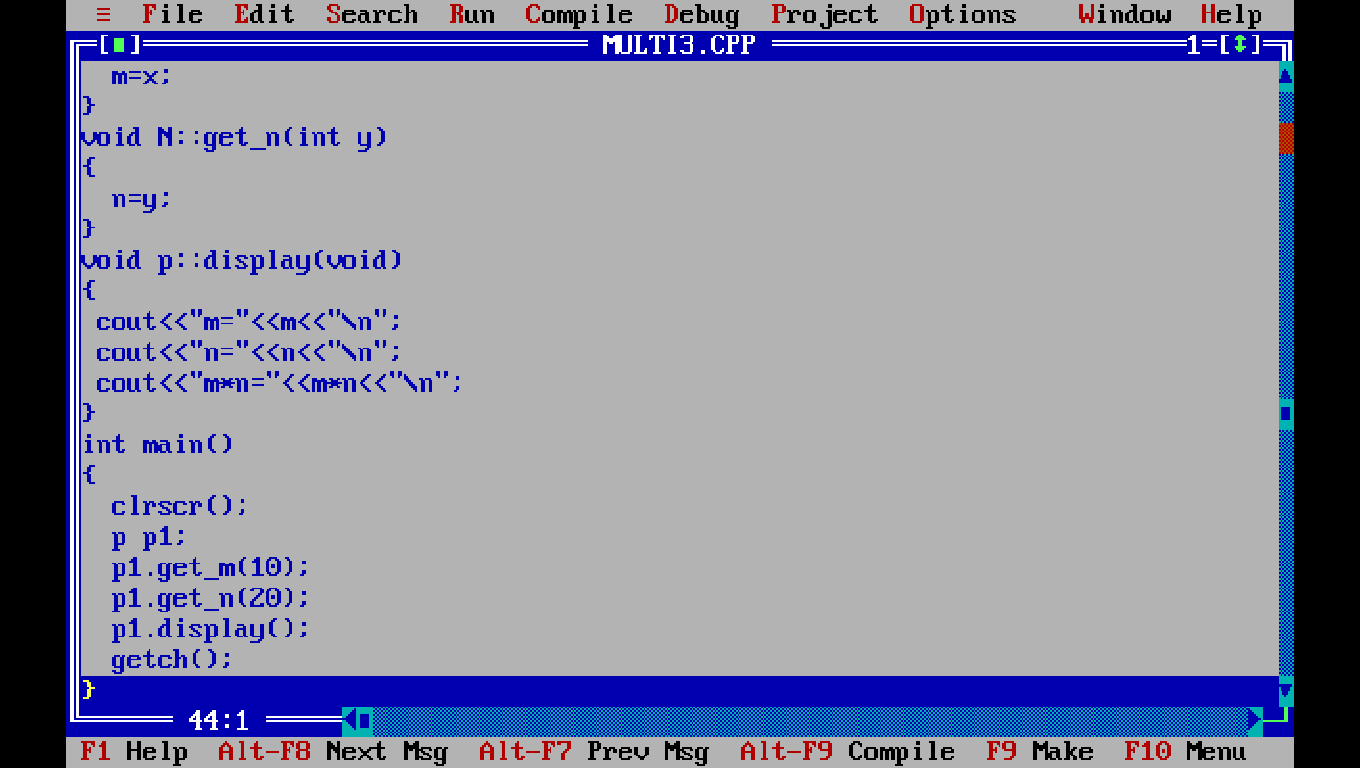 ≡ File Edit Search Run Compile Debug Project Options Window Help
[■] MULTI3.CPP 1=[↕]
  m=x;
}
void N::get_n(int y)
{
  n=y;
}
void p::display(void)
{
 cout<<"m="<<m<<"\n";
 cout<<"n="<<n<<"\n";
 cout<<"m*n="<<m*n<<"\n";
}
int main()
{
  clrscr();
  p p1;
  p1.get_m(10);
  p1.get_n(20);
  p1.display();
  getch();
}
44:1
F1 Help Alt-F8 Next Msg Alt-F7 Prev Msg Alt-F9 Compile F9 Make F10 Menu